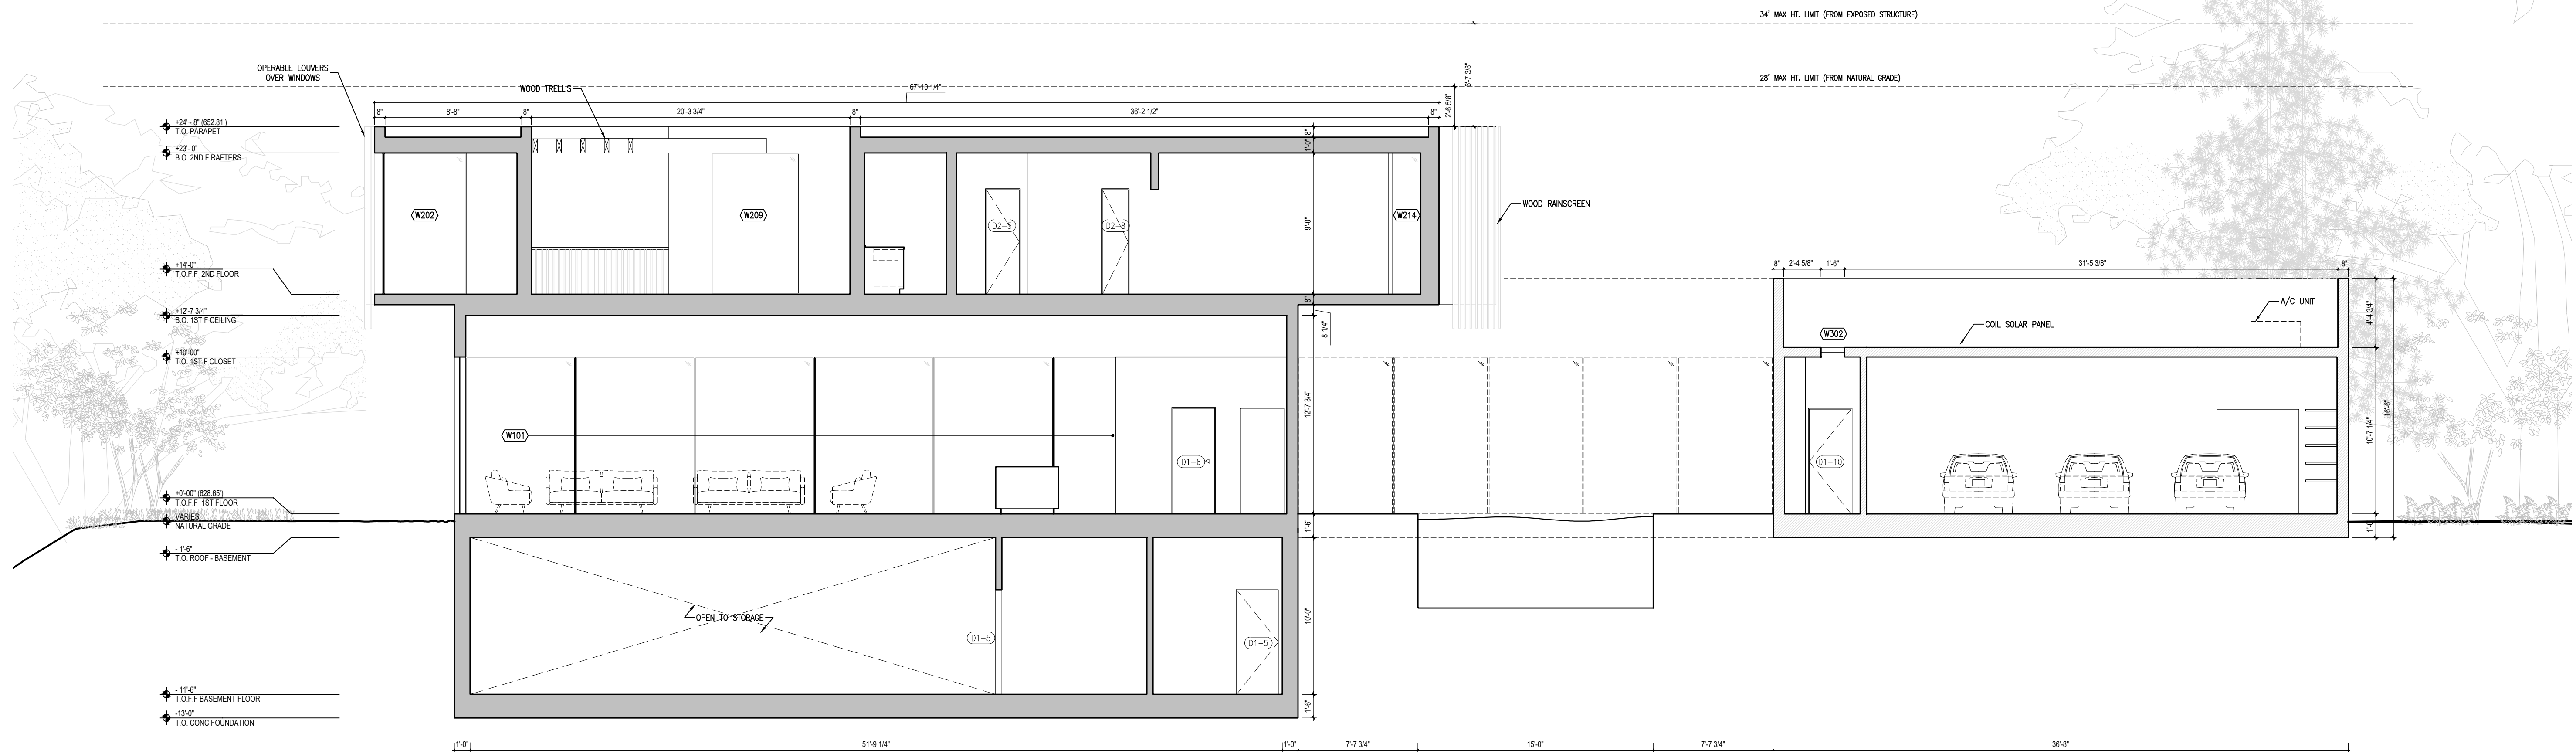 34' MAX HT. LIMIT (FROM EXPOSED STRUCTURE)
6'-7 3/8"
OPERABLE LOUVERS
OVER WINDOWS
28' MAX HT. LIMIT (FROM NATURAL GRADE)
WOOD TRELLIS
67'-10 1/4"
2'-6 5/8"
8"
8'-8"
8"
20'-3 3/4"
8"
36'-2 1/2"
8"
+24' - 8" (652.81')
T.O. PARAPET
8"
1'-0"
+23'- 0"
B.O. 2ND F RAFTERS
W202
W209
D2-5
D2-8
W214
9'-0"
WOOD RAINSCREEN
+14'-0"
T.O.F.F 2ND FLOOR
8"
2'-4 5/8"
1'-6"
31'-5 3/8"
8"
8"
A/C UNIT
+12'-7 3/4"
B.O. 1ST F CEILING
8 1/4"
W302
COIL SOLAR PANEL
4'-4 3/4"
+10'-00"
T.O. 1ST F CLOSET
12'-7 3/4"
16'-6"
10'-7 1/4"
W101
D1-6
D1-10
+0'-00" (628.65')
T.O.F.F 1ST FLOOR
VARIES
NATURAL GRADE
1'-6"
1'-6"
- 1'-6"
T.O. ROOF - BASEMENT
OPEN TO STORAGE
10'-0"
D1-5
D1-5
- 11'-6"
T.O.F.F BASEMENT FLOOR
1'-6"
-13'-0"
T.O. CONC FOUNDATION
1'-0"
51'-9 1/4"
1'-0"
7'-7 3/4"
15'-0"
7'-7 3/4"
36'-8"